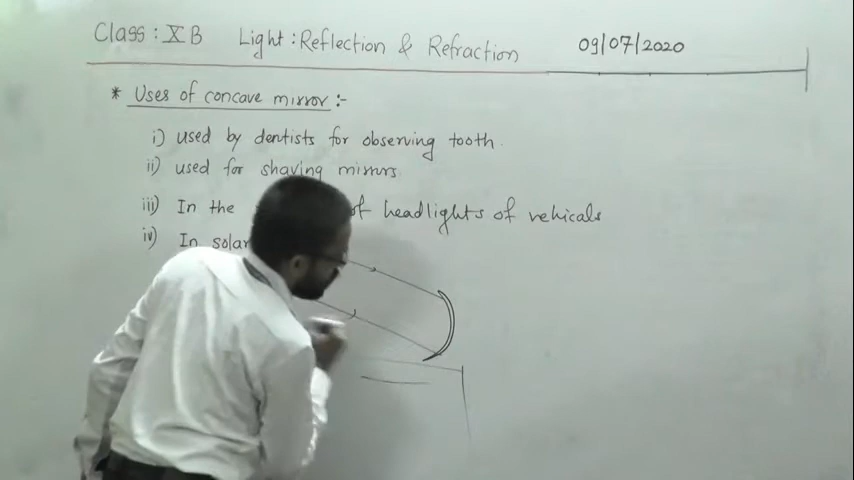 Class : X B Light : Reflection & Refraction 09/07/2020
* Uses of concave mirror :-
i) used by dentists for observing tooth.
ii) used for shaving mirrors
iii) In the of headlights of vehicals
iv) In solar